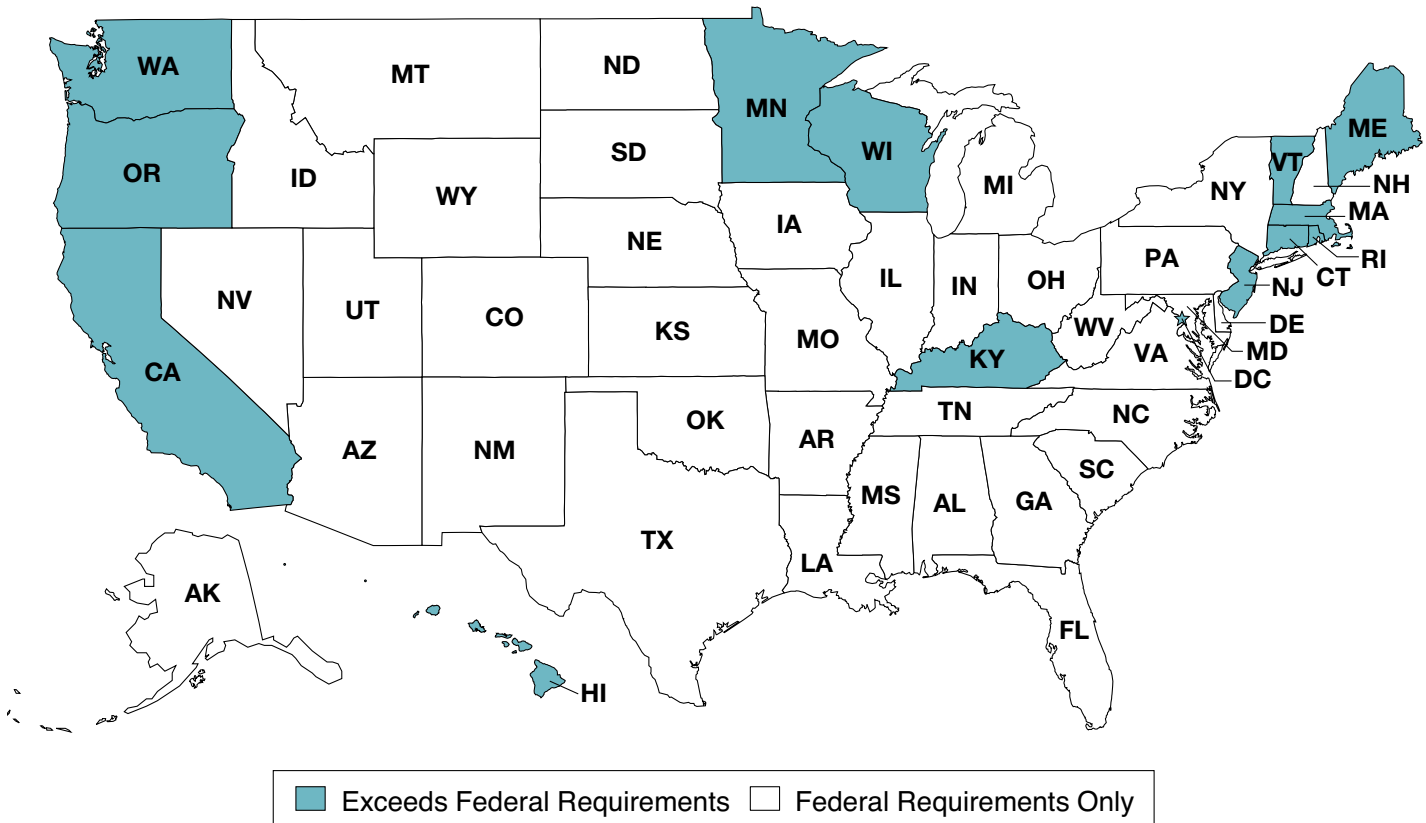 WA
MT
ND
MN
ME
OR
ID
SD
WI
VT
WY
MI
NY
NH
MA
IA
NE
RI
PA
CT
NV
UT
CO
IL
IN
OH
NJ
KS
MO
WV
DE
CA
KY
VA
MD
DC
TN
NC
OK
AR
AZ
NM
SC
MS
AL
GA
TX
LA
AK
FL
HI
Exceeds Federal Requirements
Federal Requirements Only